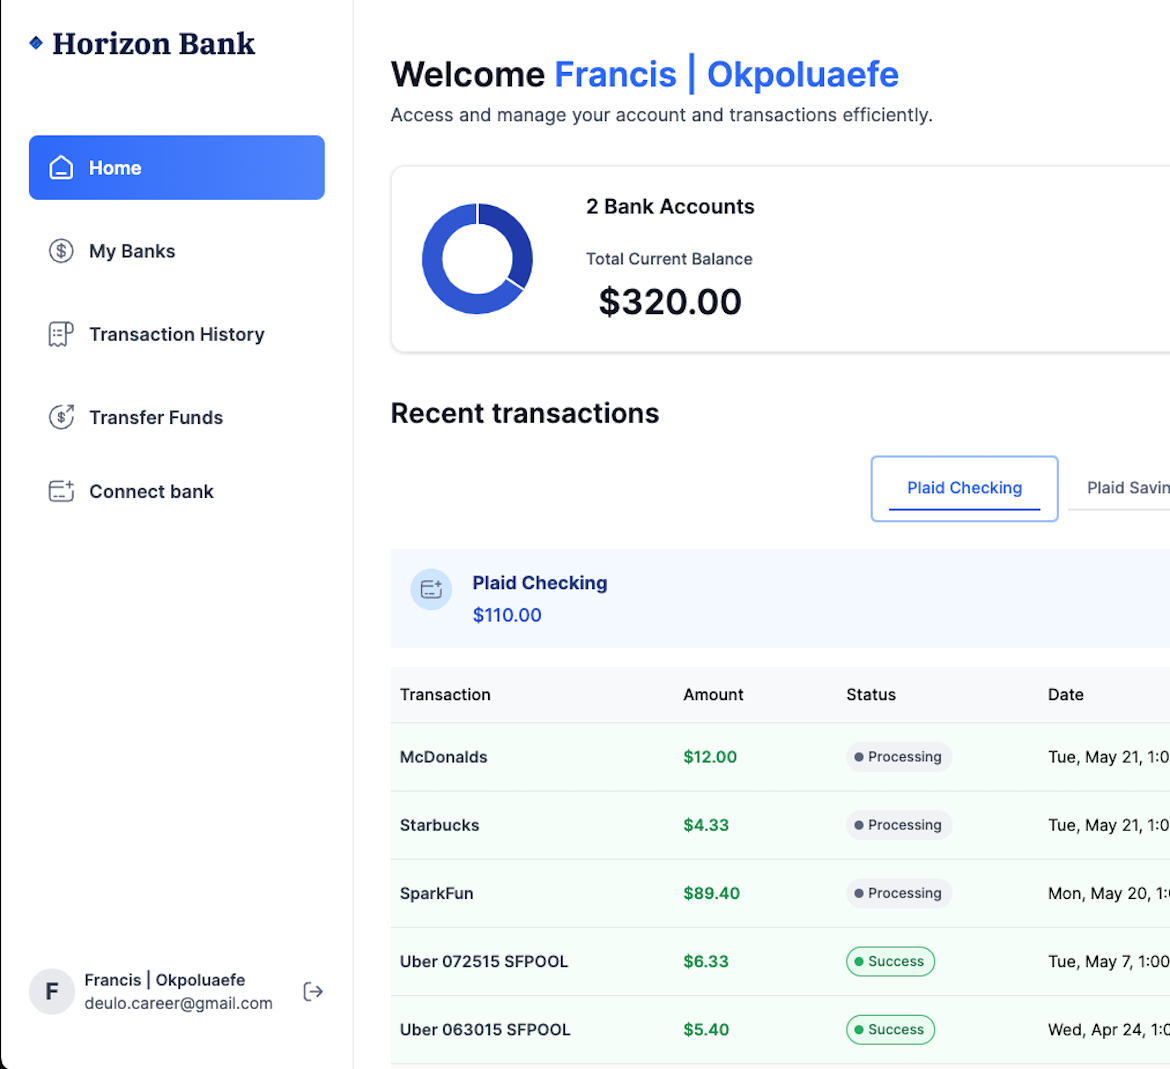 Horizon Bank
Home
My Banks
Transaction History
Transfer Funds
Connect bank
F
Francis | Okpoluaefe
deulo.career@gmail.com
Welcome Francis | Okpoluaefe
Access and manage your account and transactions efficiently.
2 Bank Accounts
Total Current Balance
$320.00
Recent transactions
Plaid Checking Plaid Savin
Plaid Checking
$110.00
Transaction Amount Status Date
McDonalds $12.00 Processing Tue, May 21, 1:0
Starbucks $4.33 Processing Tue, May 21, 1:0
SparkFun $89.40 Processing Mon, May 20, 1:
Uber 072515 SFPOOL $6.33 Success Tue, May 7, 1:00
Uber 063015 SFPOOL $5.40 Success Wed, Apr 24, 1:0